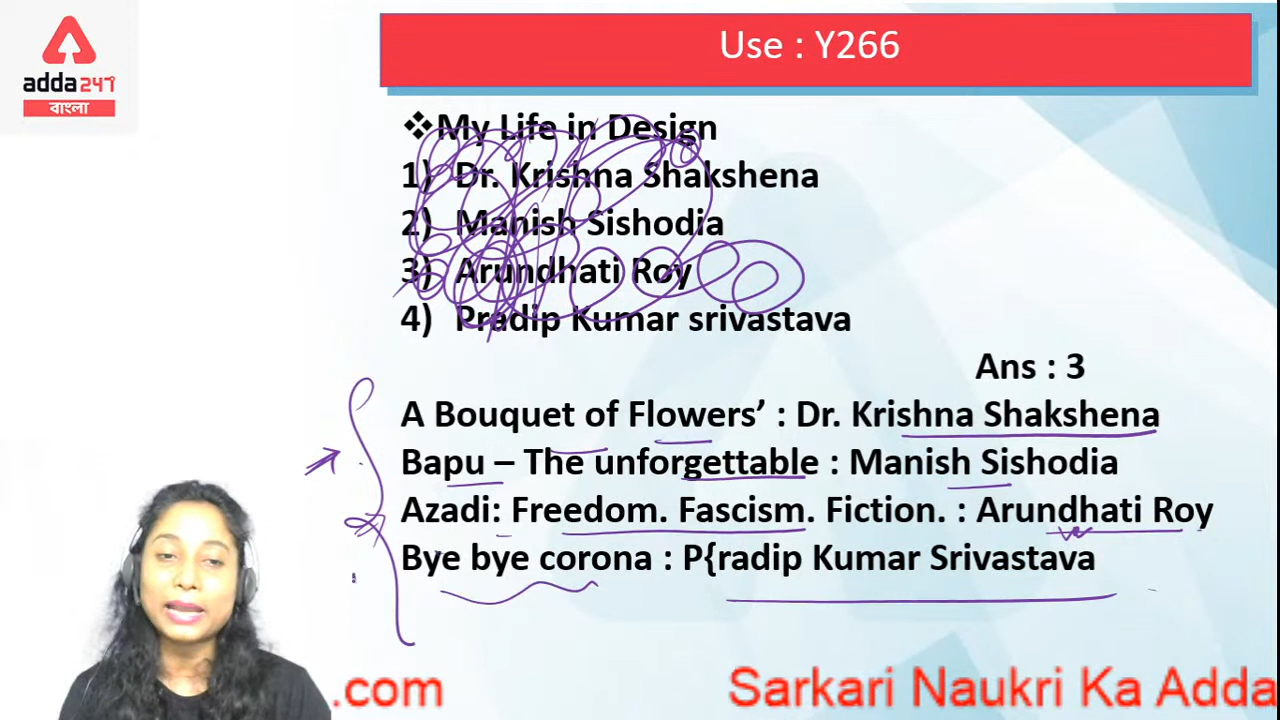 adda247
বাংলা
Use : Y266
❖My Life in Design
1) Dr. Krishna Shakshena
2) Manish Sishodia
3) Arundhati Roy
4) Pradip Kumar srivastava
Ans : 3
A Bouquet of Flowers’ : Dr. Krishna Shakshena
Bapu – The unforgettable : Manish Sishodia
Azadi: Freedom. Fascism. Fiction. : Arundhati Roy
Bye bye corona : P{radip Kumar Srivastava
.com
Sarkari Naukri Ka Adda